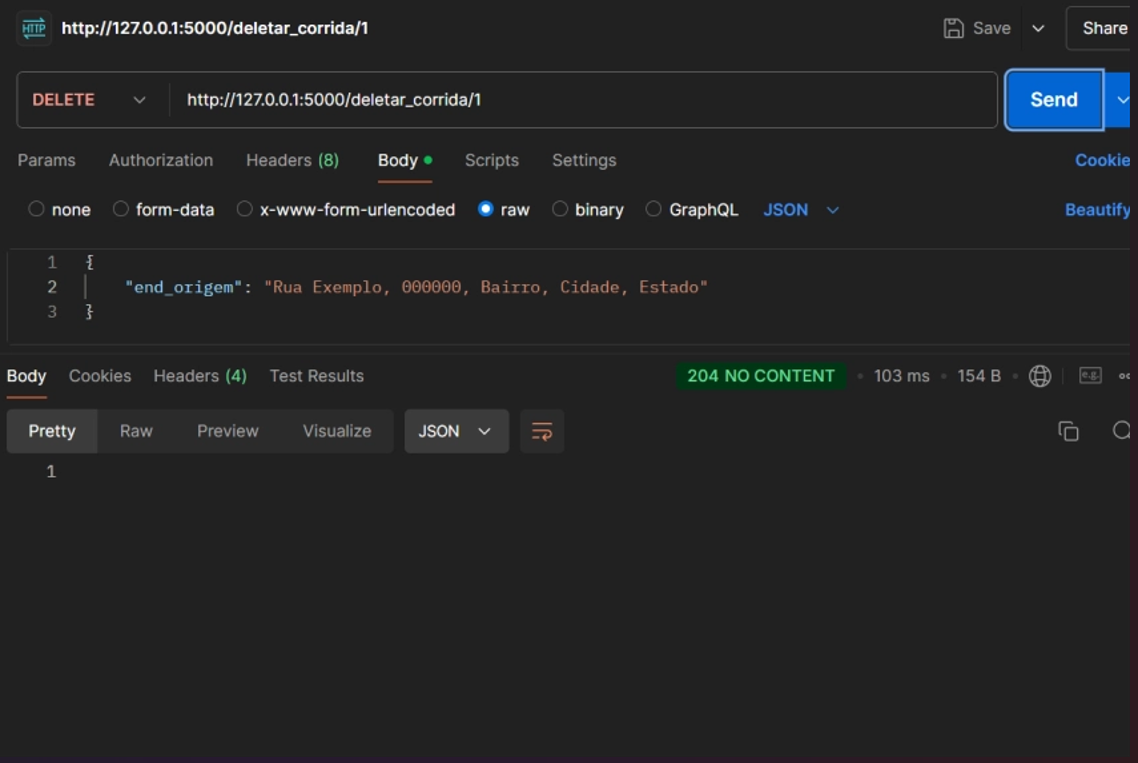 HTTP http://127.0.0.1:5000/deletar_corrida/1 Save Share
DELETE http://127.0.0.1:5000/deletar_corrida/1 Send
Params Authorization Headers (8) Body Scripts Settings Cookie
none form-data x-www-form-urlencoded raw binary GraphQL JSON Beautify
1 {
2 "end_origem": "Rua Exemplo, 000000, Bairro, Cidade, Estado"
3 }
Body Cookies Headers (4) Test Results 204 NO CONTENT • 103 ms • 154 B • e.g.
Pretty Raw Preview Visualize JSON
1